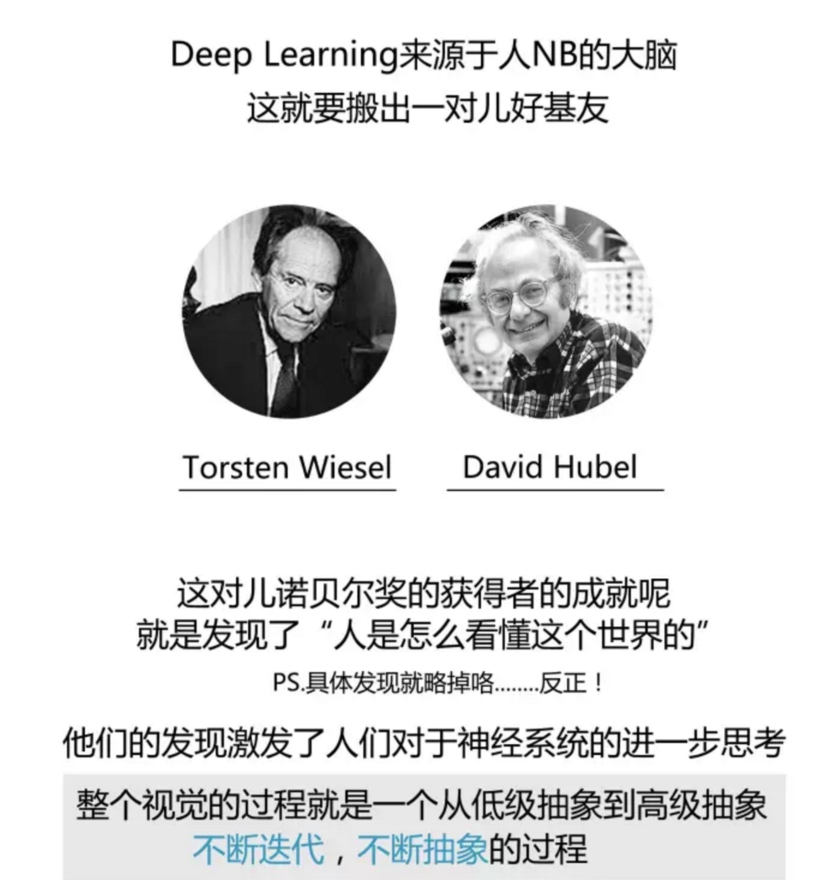 Deep Learning来源于人NB的大脑
这就要搬出一对儿好基友
Torsten Wiesel
David Hubel
这对儿诺贝尔奖的获得者的成就呢
就是发现了“人是怎么看懂这个世界的”
PS.具体发现就略掉咯........反正！
他们的发现激发了人们对于神经系统的进一步思考
整个视觉的过程就是一个从低级抽象到高级抽象
不断迭代，不断抽象的过程